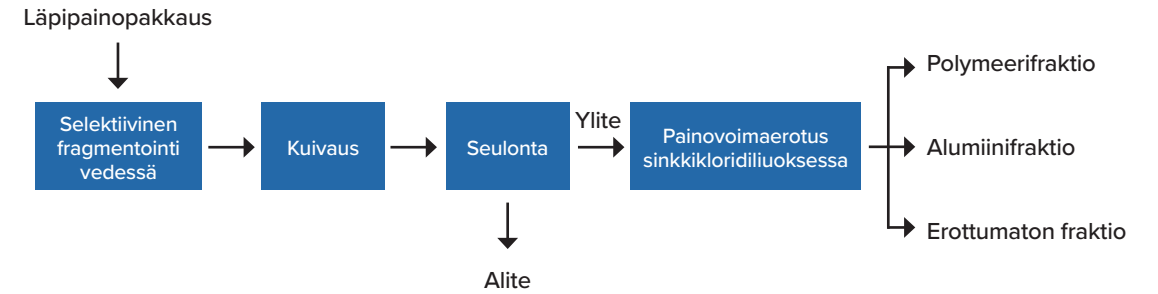 Läpipainopakkaus
Selektiivinen
fragmentointi
vedessä
Kuivaus
Seulonta
Ylite
Painovoimaerotus
sinkkikloridiliuoksessa
Polymeerifraktio
Alumiinifraktio
Erottumaton fraktio
Alite